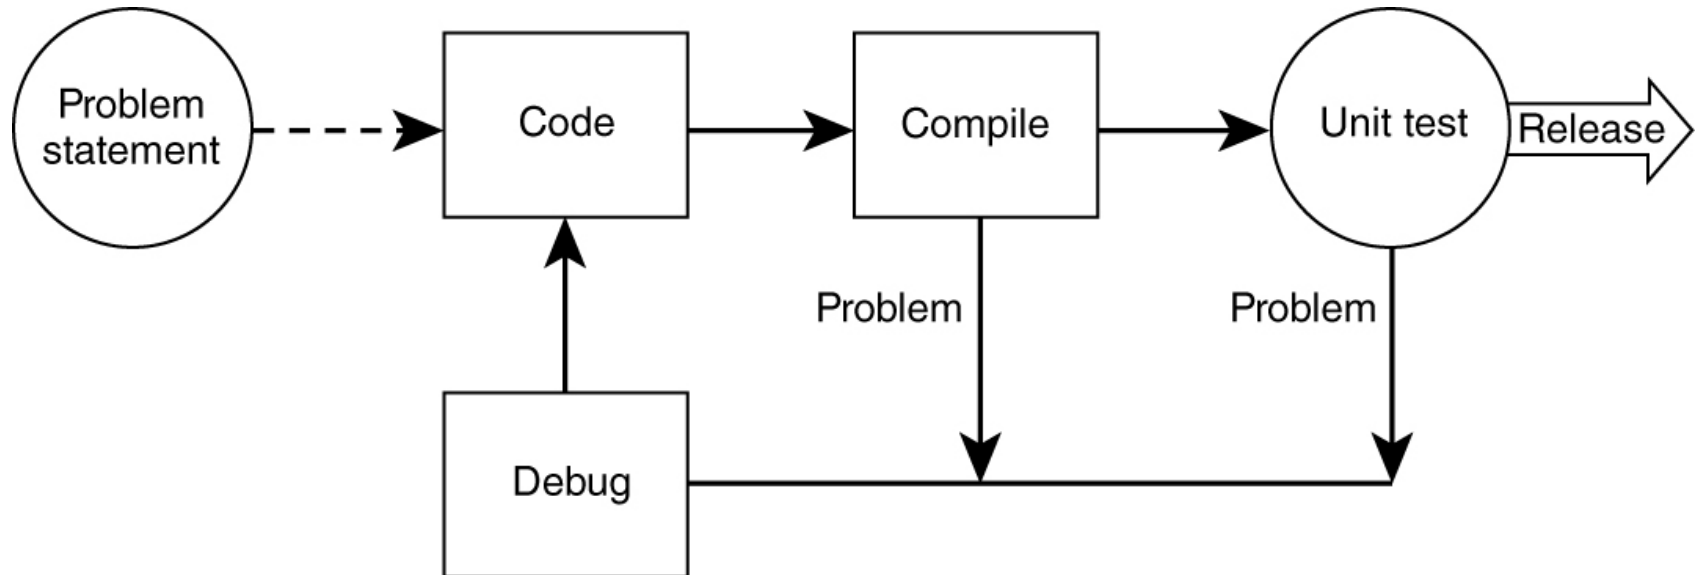 Problem
statement
Code
Compile
Unit test
Release
Problem
Problem
Debug